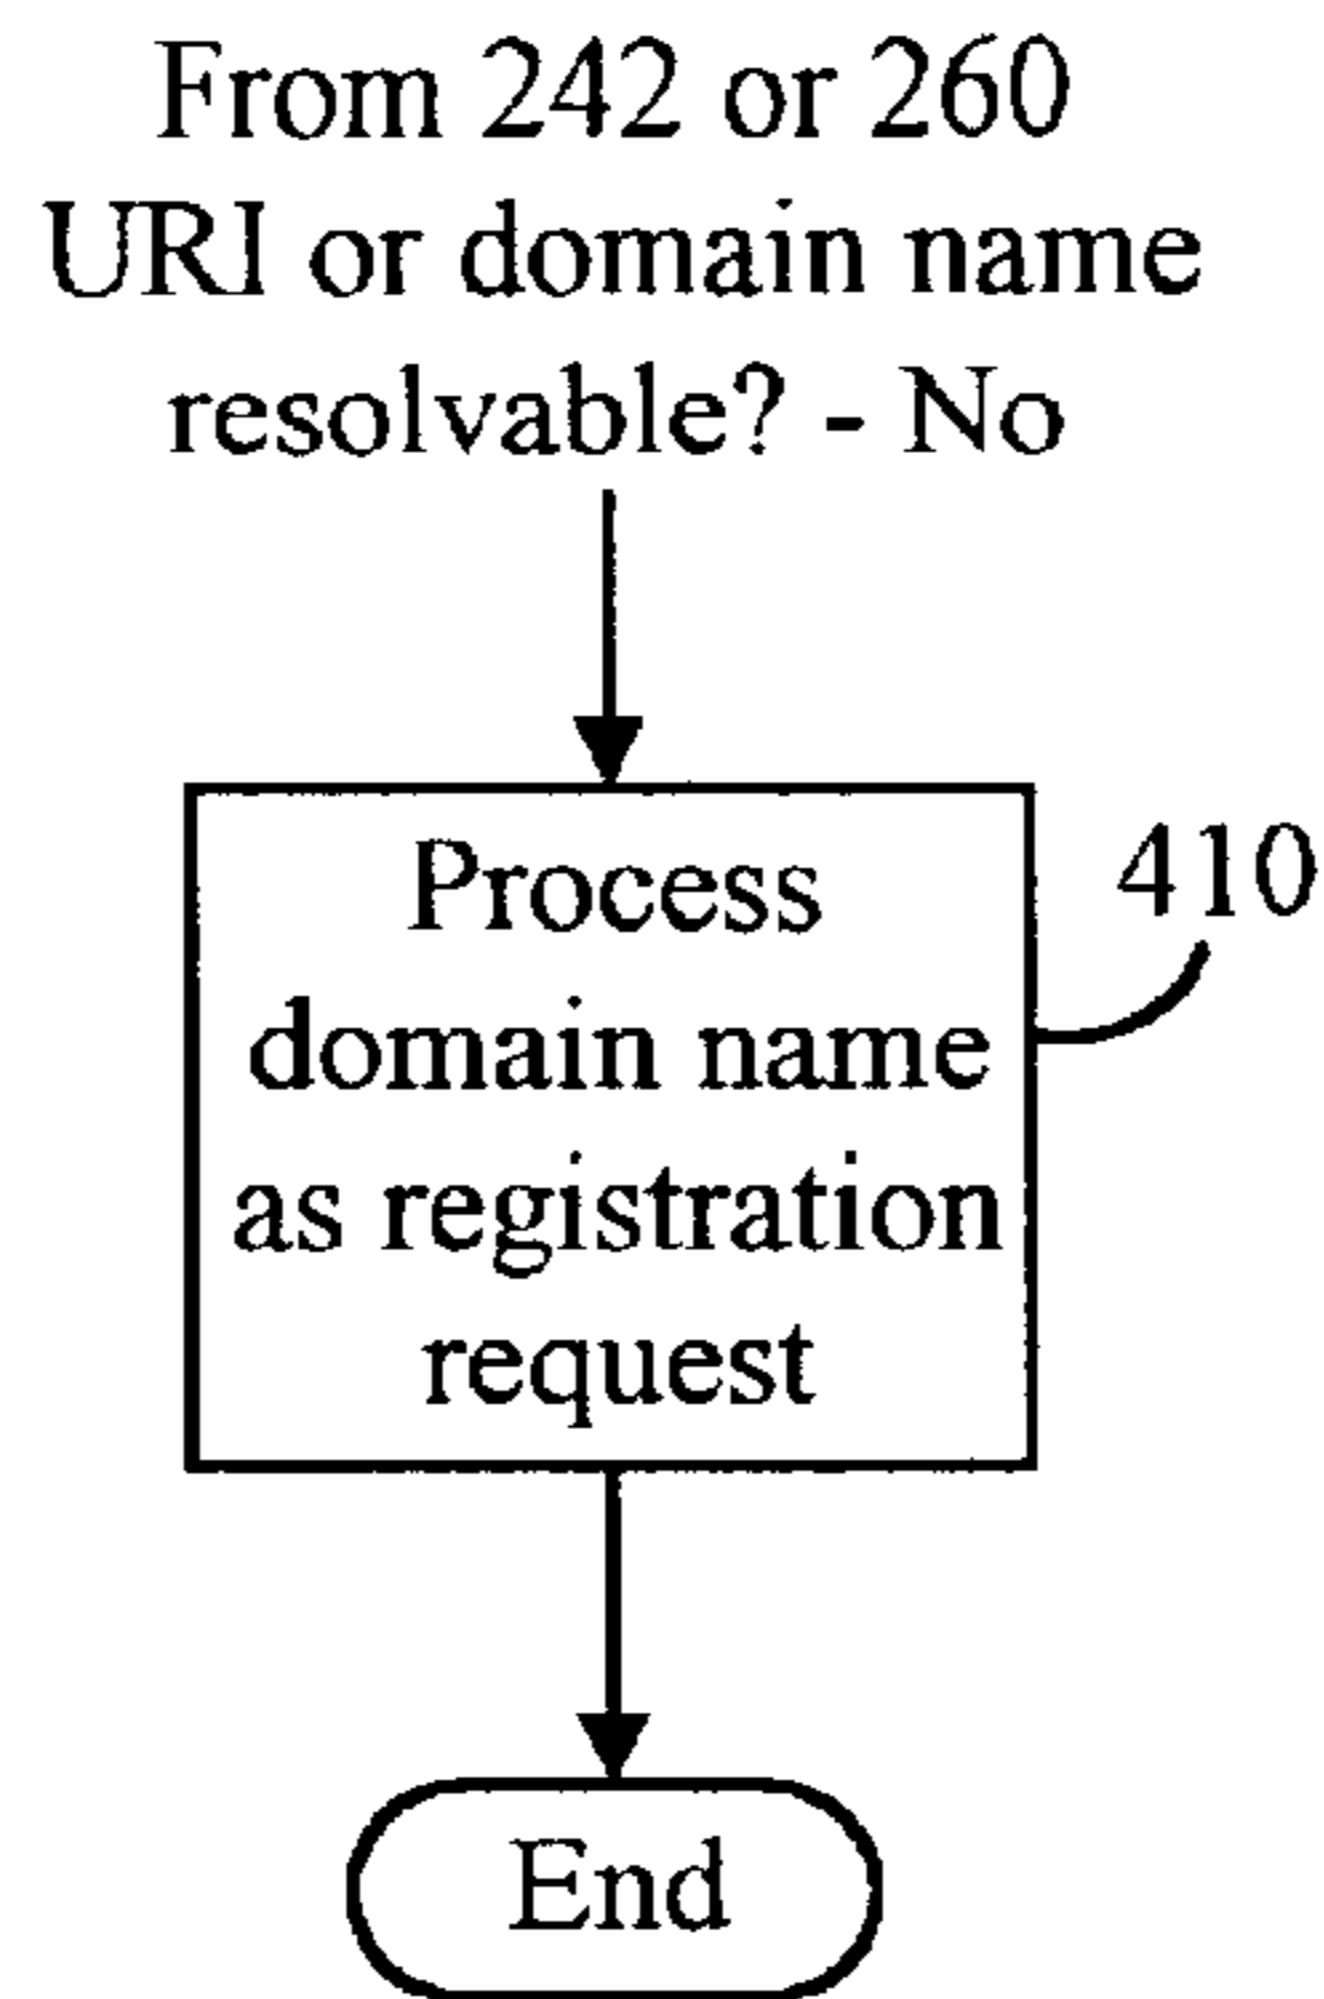 From 242 or 260
URI or domain name
resolvable? - No
Process
410
domain name
as registration
request
End